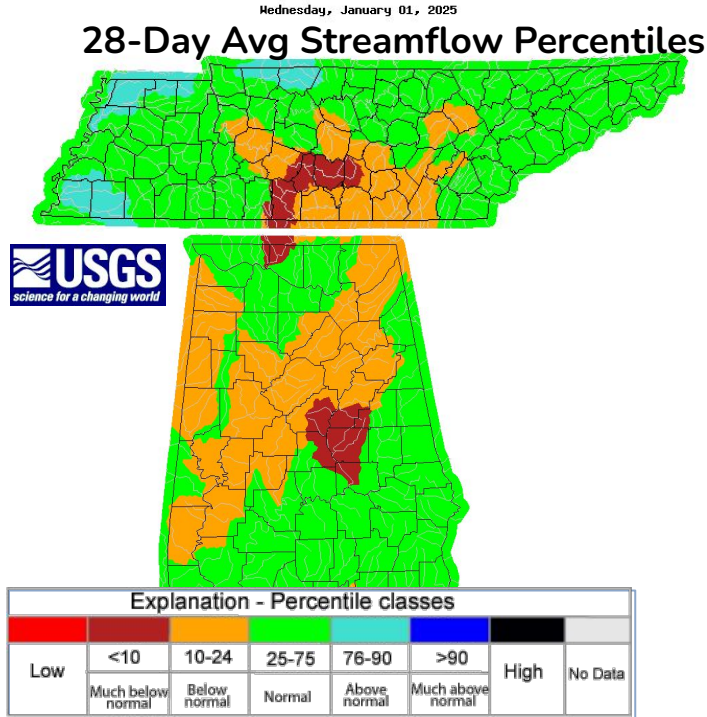 Wednesday, January 01, 2025
28-Day Avg Streamflow Percentiles
USGS
science for a changing world
Explanation - Percentile classes
Low <10 10-24 25-75 76-90 >90 High No Data
Much below normal Below normal Normal Above normal Much above normal